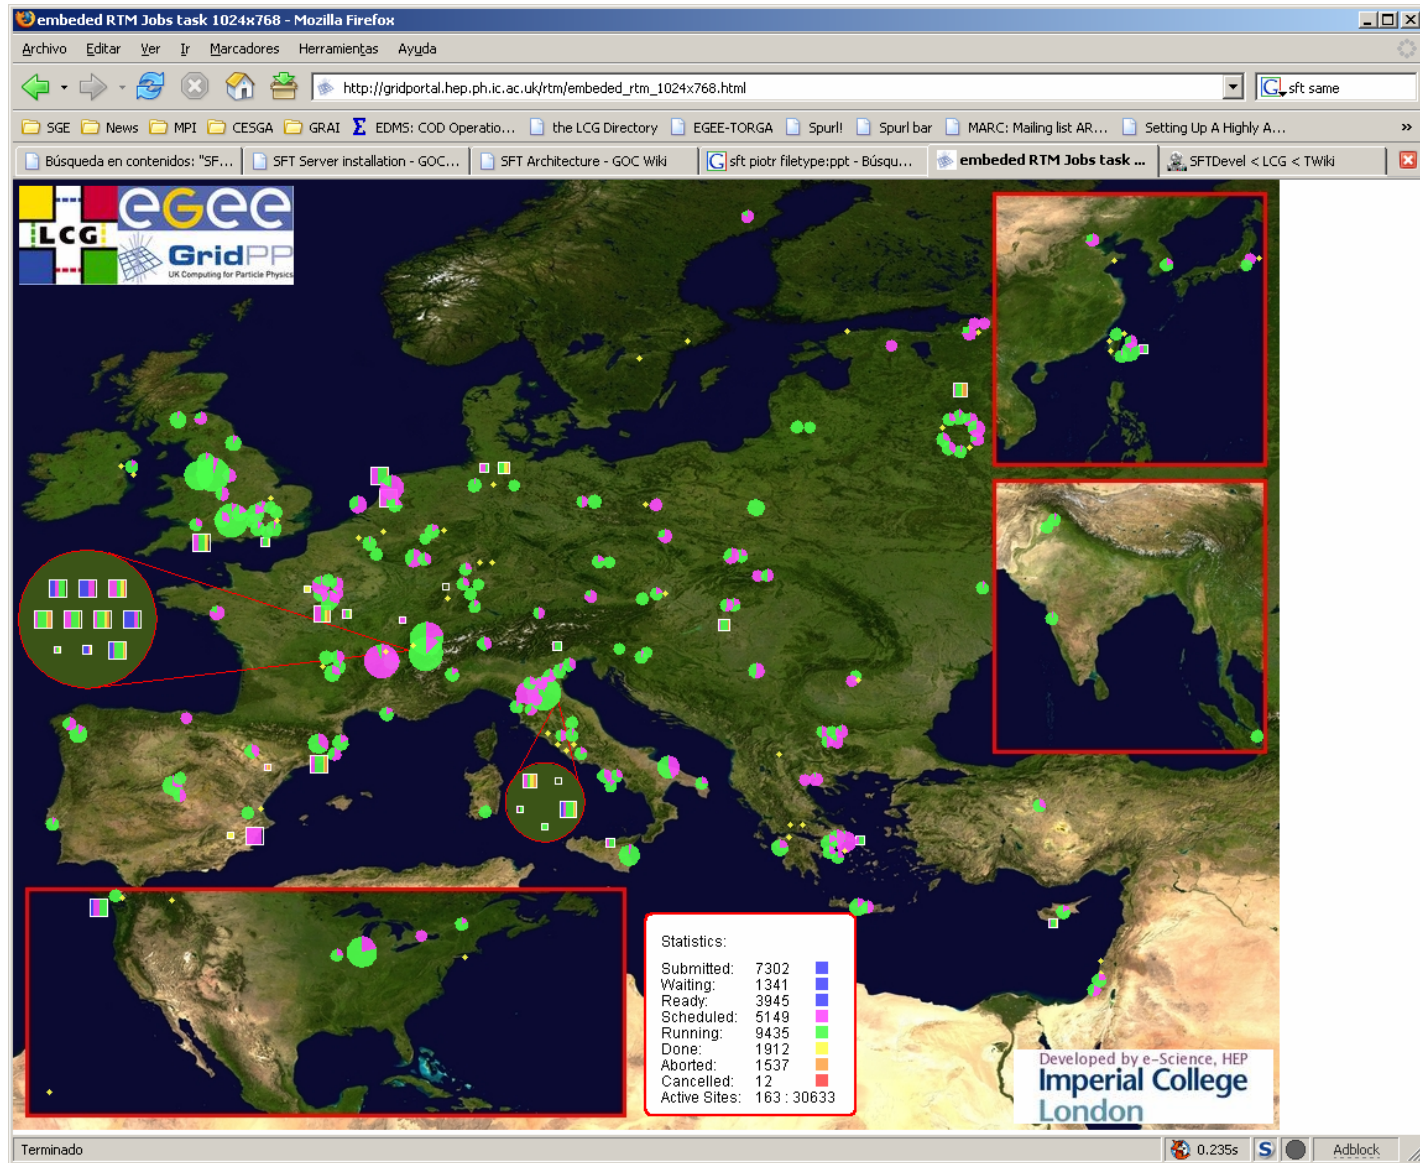 embeded RTM Jobs task 1024x768 - Mozilla Firefox
Archivo Editar Ver Ir Marcadores Herramientas Ayuda
http://gridportal.hep.ph.ic.ac.uk/rtm/embeded_rtm_1024x768.html
sft same
SGE News MPI CESGA GRAI Σ EDMS: COD Operatio... the LCG Directory EGEE-TORGA Spurl! Spurl bar MARC: Mailing list AR... Setting Up A Highly A... »
Búsqueda en contenidos: "SF... SFT Server installation - GOC... SFT Architecture - GOC Wiki sft piotr filetype:ppt - Búsqu... embeded RTM Jobs task ... SFTDevel < LCG < TWiki
LCG
egee
GridPP
UK Computing for Particle Physics
Statistics:
Submitted: 7302
Waiting: 1341
Ready: 3945
Scheduled: 5149
Running: 9435
Done: 1912
Aborted: 1537
Cancelled: 12
Active Sites: 163 : 30633
Developed by e-Science, HEP
Imperial College
London
Terminado 0.235s S Adblock